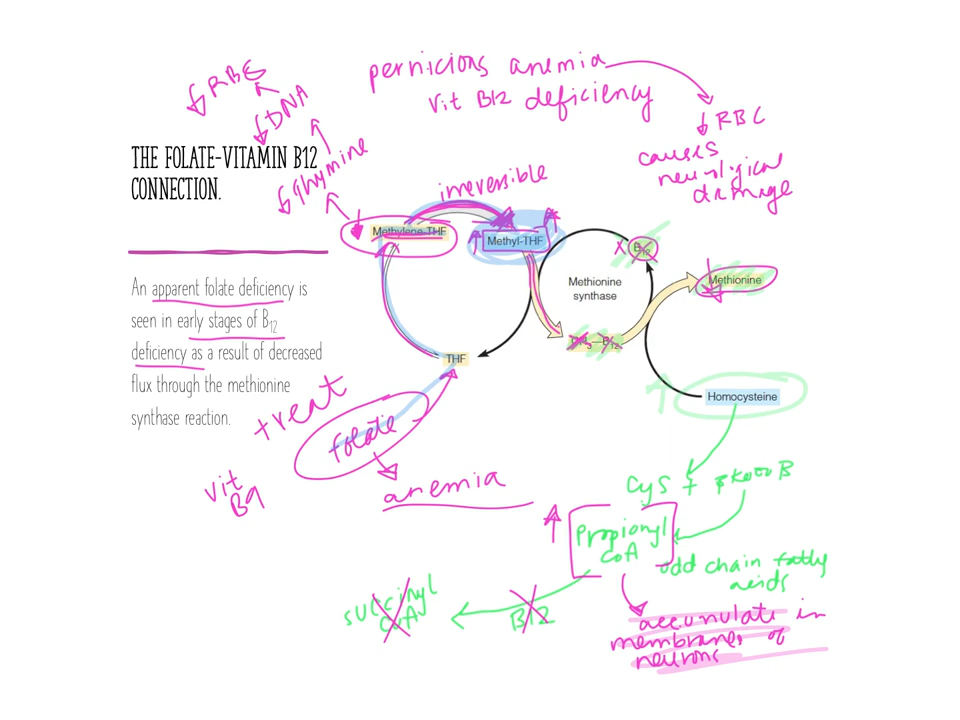 pernicious anemia
vit B12 deficiency
↓ RBC
causes
neurological
damage
↓ RBC
↓ DNA
↓ thymine
THE FOLATE-VITAMIN B12
CONNECTION.
irreversible
Methylene-THF
Methyl-THF
B12
Methionine
synthase
Methionine
CH3—B12
THF
Homocysteine
An apparent folate deficiency is
seen in early stages of B12
deficiency as a result of decreased
flux through the methionine
synthase reaction.
treat
folate
vit
B9
anemia
Cys +
Propionyl
CoA
odd chain fatty
acids
succinyl
CoA
B12
accumulate in
membranes of
neurons